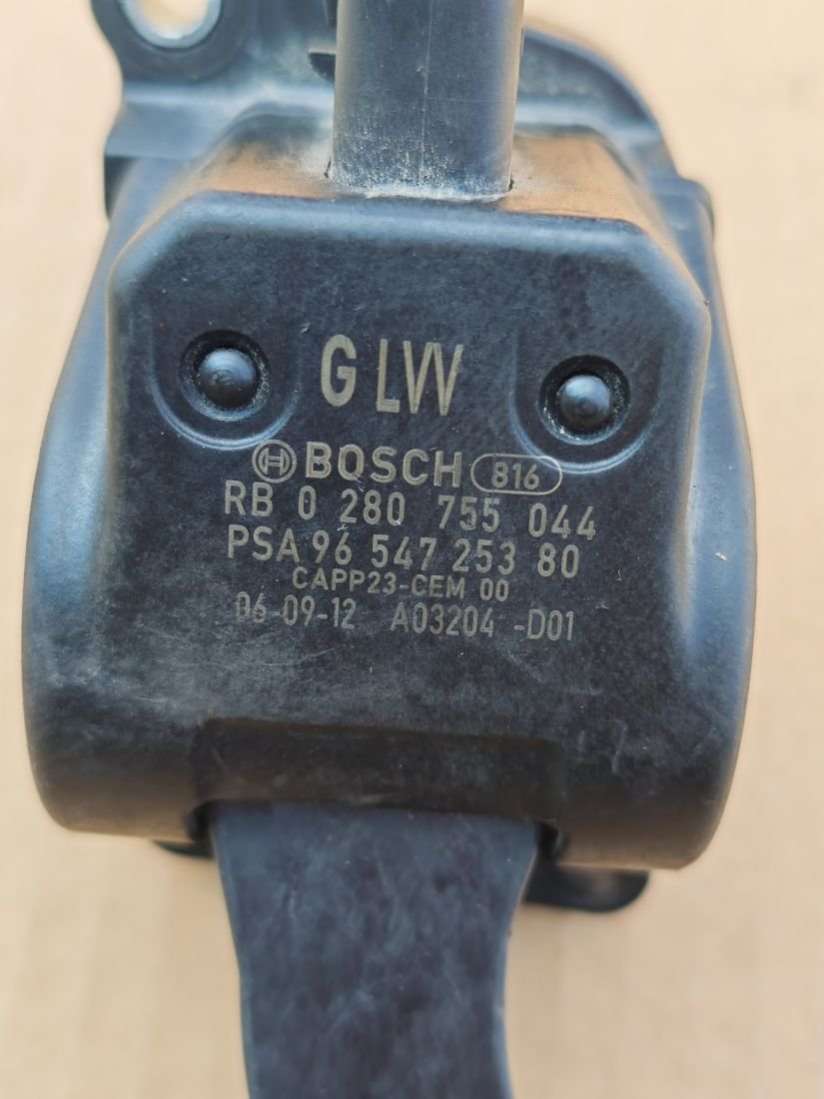 G LW
BOSCH 816
RB 0 280 755 044
PSA 96 547 253 80
CAPP23-CEM 00
06-09-12 A03204 -D01